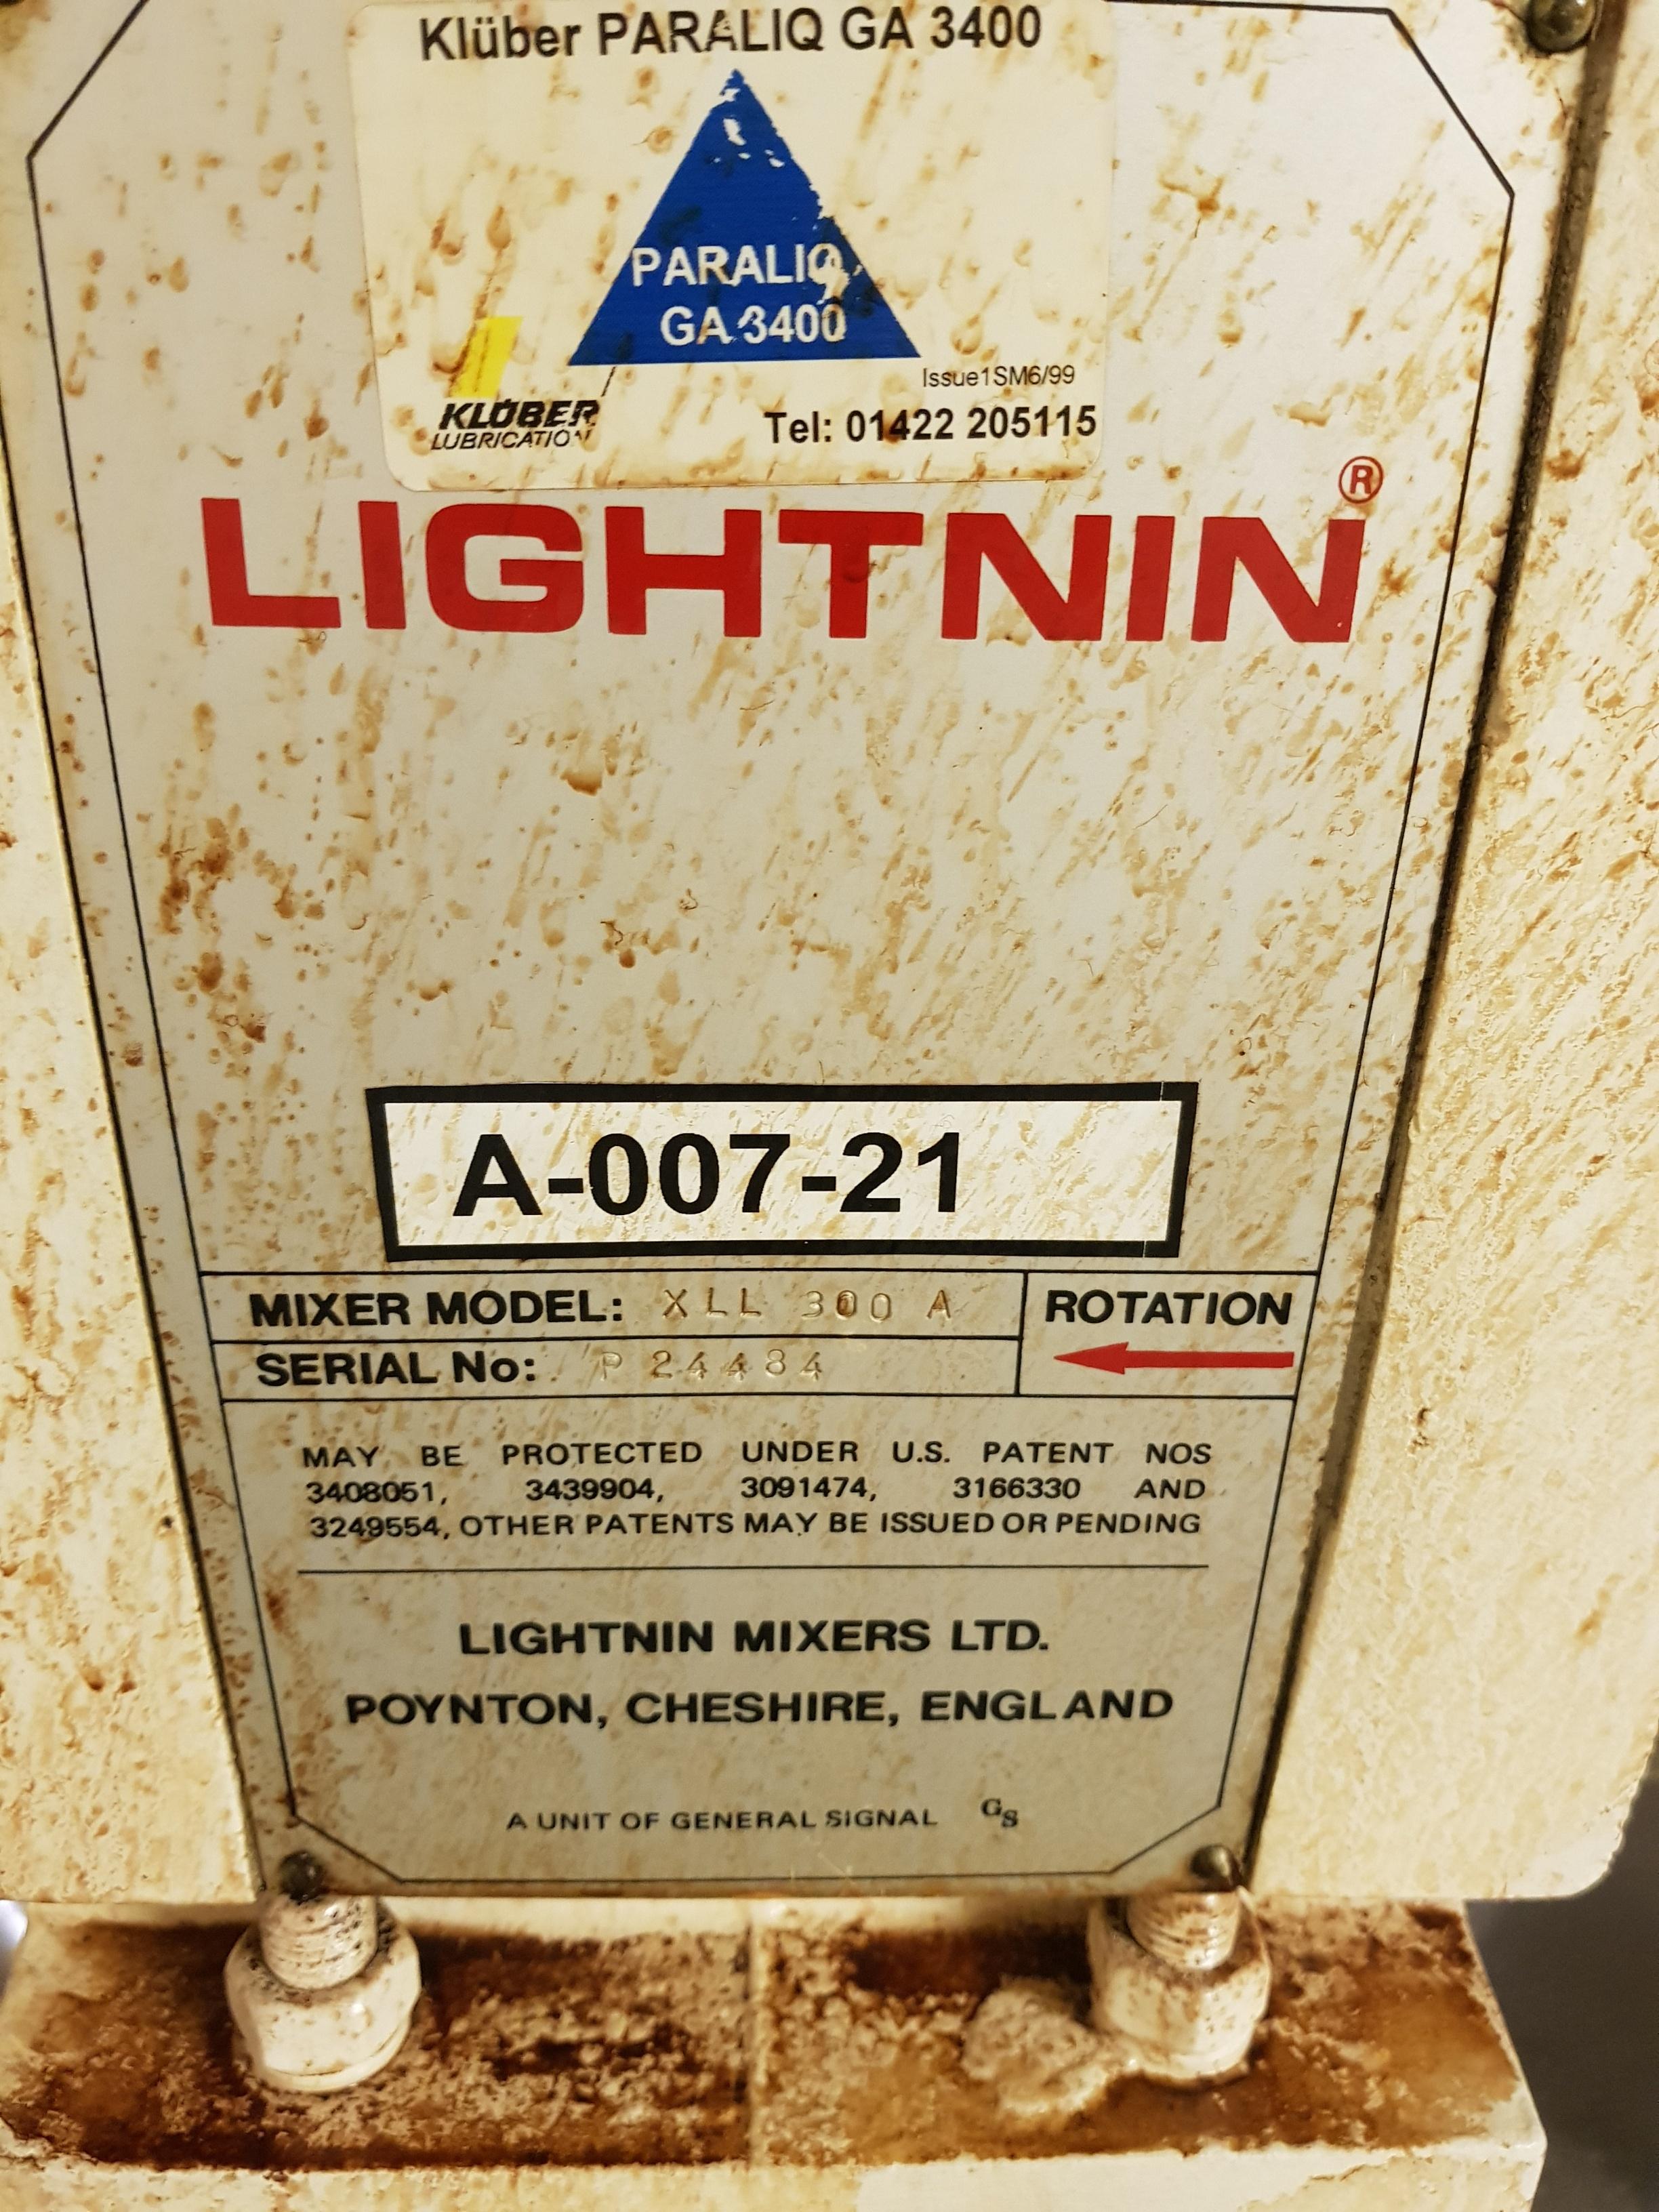 Klüber PARALIQ GA 3400
PARALIQ
GA 3400
Issue1SM6/99
KLÜBER
LUBRICATION
Tel: 01422 205115
LIGHTNIN®
A-007-21
MIXER MODEL: XLL 300 A
ROTATION
SERIAL No: P 24484
MAY BE PROTECTED UNDER U.S. PATENT NOS
3408051, 3439904, 3091474, 3166330 AND
3249554, OTHER PATENTS MAY BE ISSUED OR PENDING
LIGHTNIN MIXERS LTD.
POYNTON, CHESHIRE, ENGLAND
A UNIT OF GENERAL SIGNAL GS